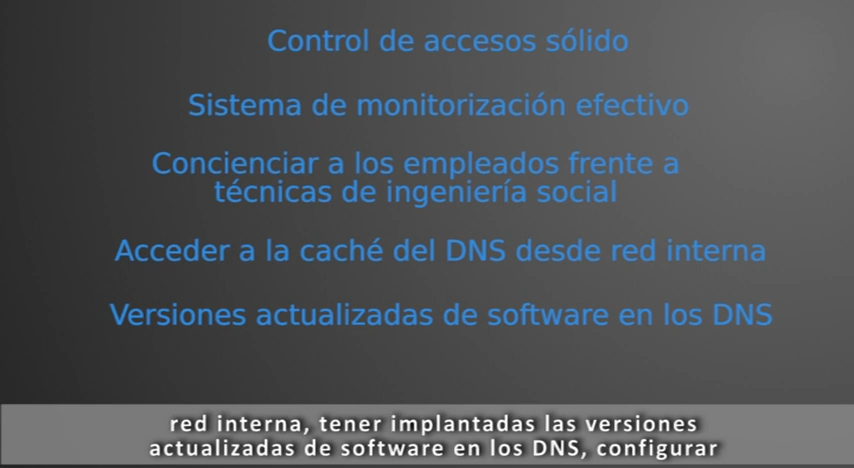 Control de accesos sólido
Sistema de monitorización efectivo
Concienciar a los empleados frente a
técnicas de ingeniería social
Acceder a la caché del DNS desde red interna
Versiones actualizadas de software en los DNS
red interna, tener implantadas las versiones
actualizadas de software en los DNS, configurar